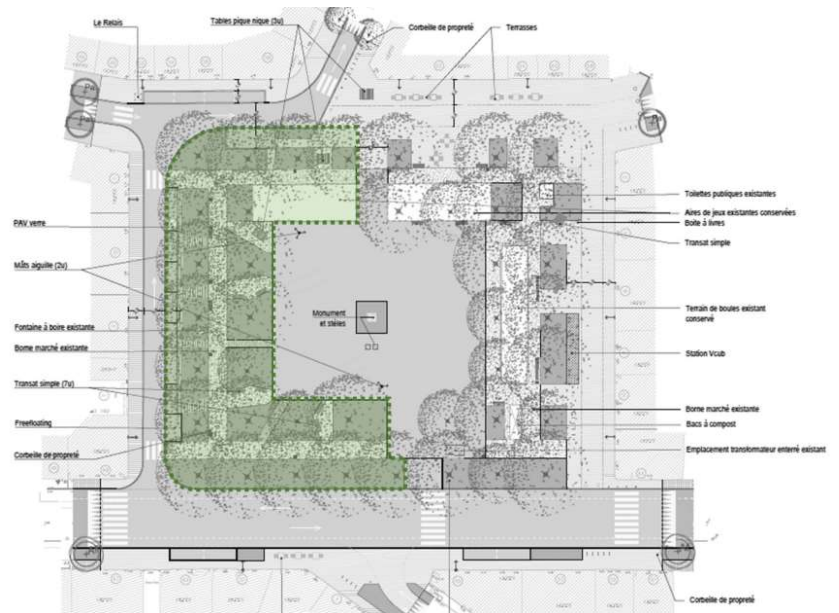 Le Relais
Tables pique nique (3u)
Corbeille de propreté
Terrasses
Toilettes publiques existantes
Aires de jeux existantes conservées
Boite à livres
Transat simple
PAV verre
Mâts aiguille (2u)
Monument
et stèles
Terrain de boules existant
conservé
Fontaine à boire existante
Borne marché existante
Station Vcub
Transat simple (7u)
Borne marché existante
Freefloating
Bacs à compost
Corbeille de propreté
Emplacement transformateur enterré existant
Corbeille de propreté